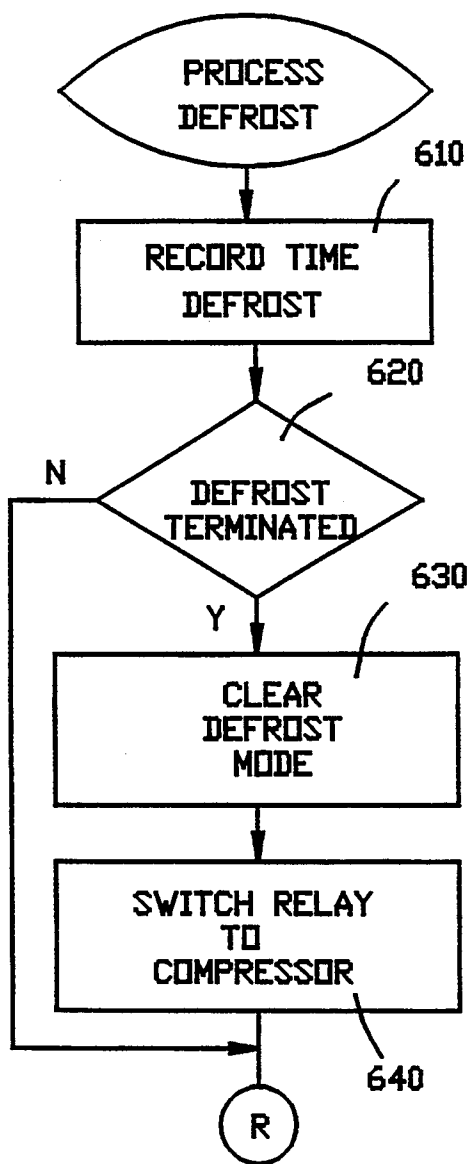 PROCESS
DEFROST
610
RECORD TIME
DEFROST
620
N
DEFROST
TERMINATED
630
Y
CLEAR
DEFROST
MODE
SWITCH RELAY
TO
COMPRESSOR
640
R